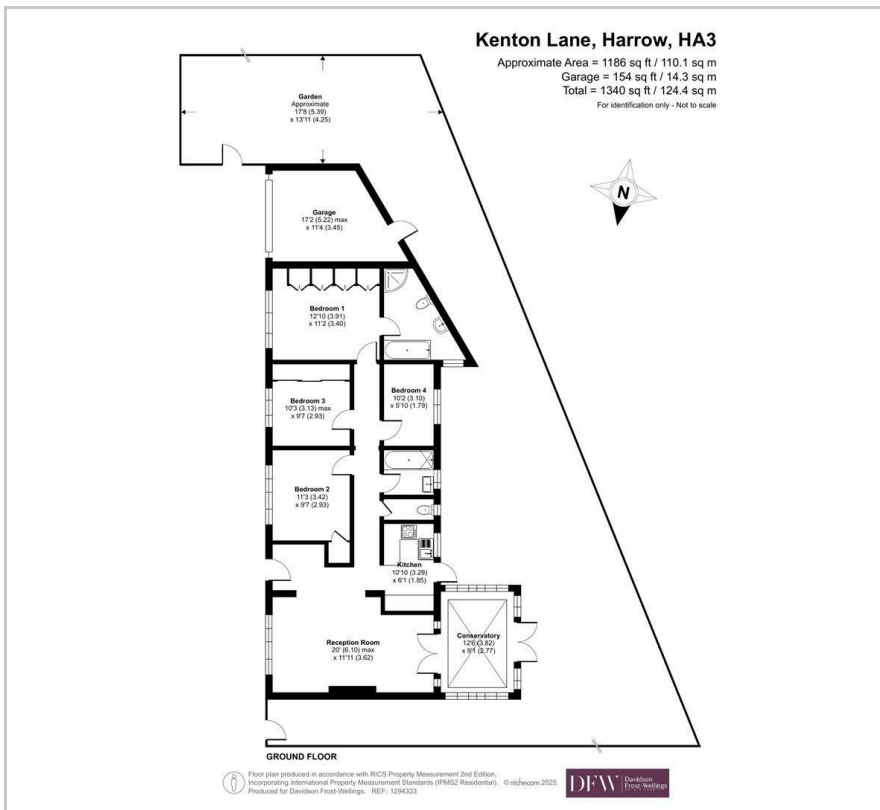 Kenton Lane, Harrow, HA3
Approximate Area = 1186 sq ft / 110.1 sq m
Garage = 154 sq ft / 14.3 sq m
Total = 1340 sq ft / 124.4 sq m
For identification only - Not to scale
Garden
Approximate
17'8 (5.39)
x 13'11 (4.25)
N
Garage
17'2 (5.22) max
x 11'4 (3.45)
Bedroom 1
12'10 (3.91)
x 11'2 (3.40)
Bedroom 3
10'3 (3.13) max
x 9'7 (2.93)
Bedroom 4
10'2 (3.10)
x 5'10 (1.79)
Bedroom 2
11'3 (3.42)
x 9'7 (2.93)
Kitchen
10'10 (3.29)
x 6'1 (1.85)
Reception Room
20' (6.10) max
x 11'11 (3.62)
Conservatory
12'6 (3.82)
x 9'1 (2.77)
GROUND FLOOR
Floor plan produced in accordance with RICS Property Measurement 2nd Edition,
Incorporating International Property Measurement Standards (IPMS2 Residential). ©nichecom 2025.
Produced for Davidson Frost-Wellings. REF: 1294333
DFW
Davidson
Frost-Wellings